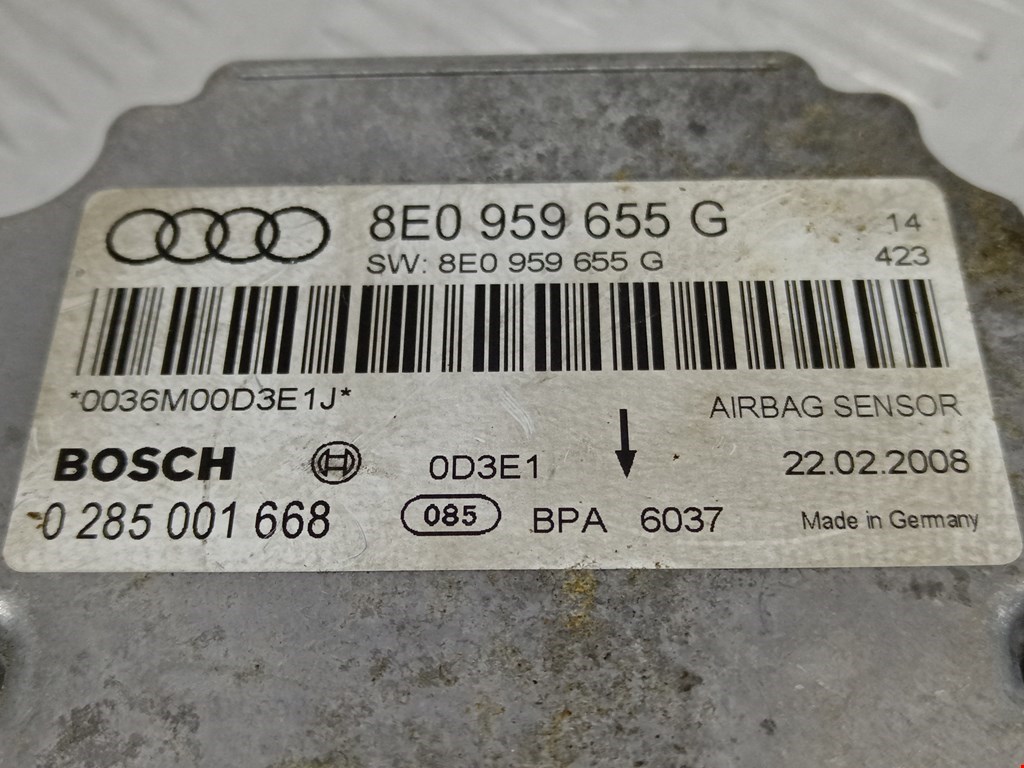 8E0 959 655 G 14
SW: 8E0 959 655 G 423
*0036M00D3E1J*
AIRBAG SENSOR
BOSCH 0D3E1 22.02.2008
0 285 001 668 085 BPA 6037 Made in Germany